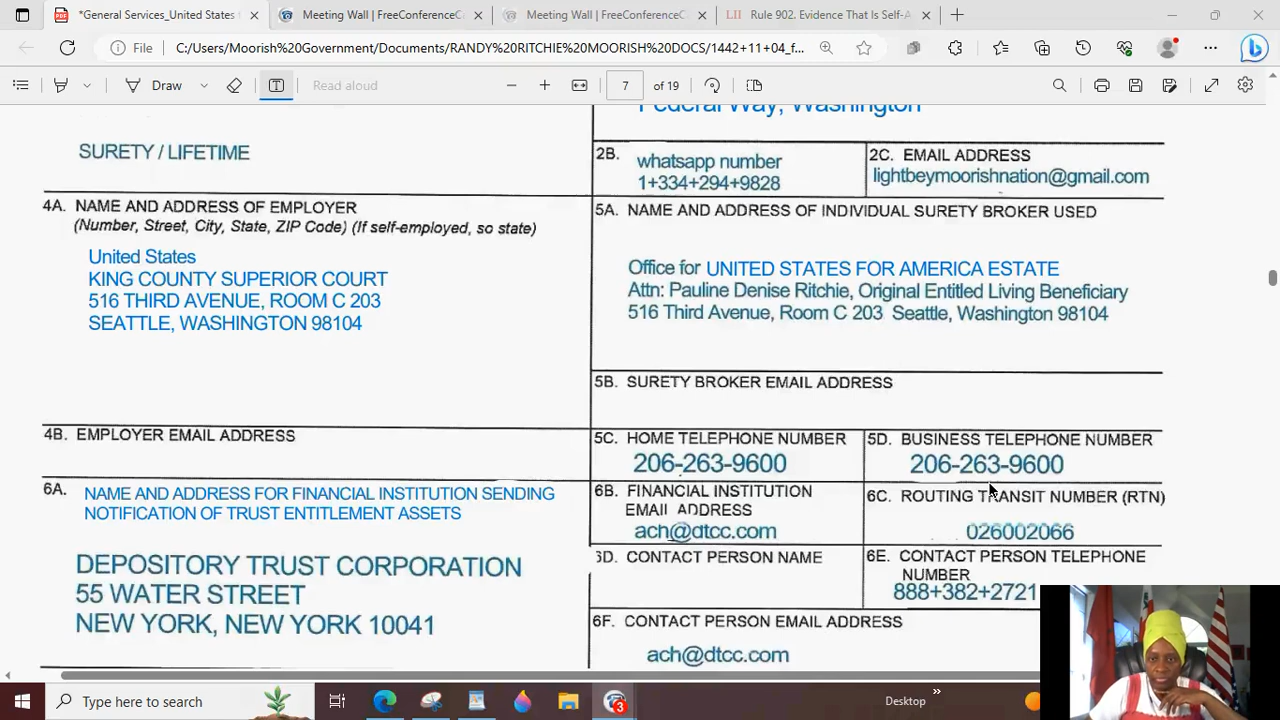 *General Services_United States t
Meeting Wall | FreeConferenceC
Meeting Wall | FreeConferenceC
LII Rule 902. Evidence That Is Self-A
File C:/Users/Moorish%20Government/Documents/RANDY%20RITCHIE%20MOORISH%20DOCS/1442+11+04_f...
Draw
Read aloud
7 of 19
Federal Way, Washington
SURETY / LIFETIME
2B. whatsapp number
1+334+294+9828
2C. EMAIL ADDRESS
lightbeymoorishnation@gmail.com
4A. NAME AND ADDRESS OF EMPLOYER
(Number, Street, City, State, ZIP Code) (If self-employed, so state)
United States
KING COUNTY SUPERIOR COURT
516 THIRD AVENUE, ROOM C 203
SEATTLE, WASHINGTON 98104
5A. NAME AND ADDRESS OF INDIVIDUAL SURETY BROKER USED
Office for UNITED STATES FOR AMERICA ESTATE
Attn: Pauline Denise Ritchie, Original Entitled Living Beneficiary
516 Third Avenue, Room C 203 Seattle, Washington 98104
5B. SURETY BROKER EMAIL ADDRESS
4B. EMPLOYER EMAIL ADDRESS
5C. HOME TELEPHONE NUMBER
206-263-9600
5D. BUSINESS TELEPHONE NUMBER
206-263-9600
6A. NAME AND ADDRESS FOR FINANCIAL INSTITUTION SENDING
NOTIFICATION OF TRUST ENTITLEMENT ASSETS
DEPOSITORY TRUST CORPORATION
55 WATER STREET
NEW YORK, NEW YORK 10041
6B. FINANCIAL INSTITUTION
EMAIL ADDRESS
ach@dtcc.com
6C. ROUTING TRANSIT NUMBER (RTN)
026002066
6D. CONTACT PERSON NAME
6E. CONTACT PERSON TELEPHONE
NUMBER
888+382+2721
6F. CONTACT PERSON EMAIL ADDRESS
ach@dtcc.com
Type here to search
3
Desktop